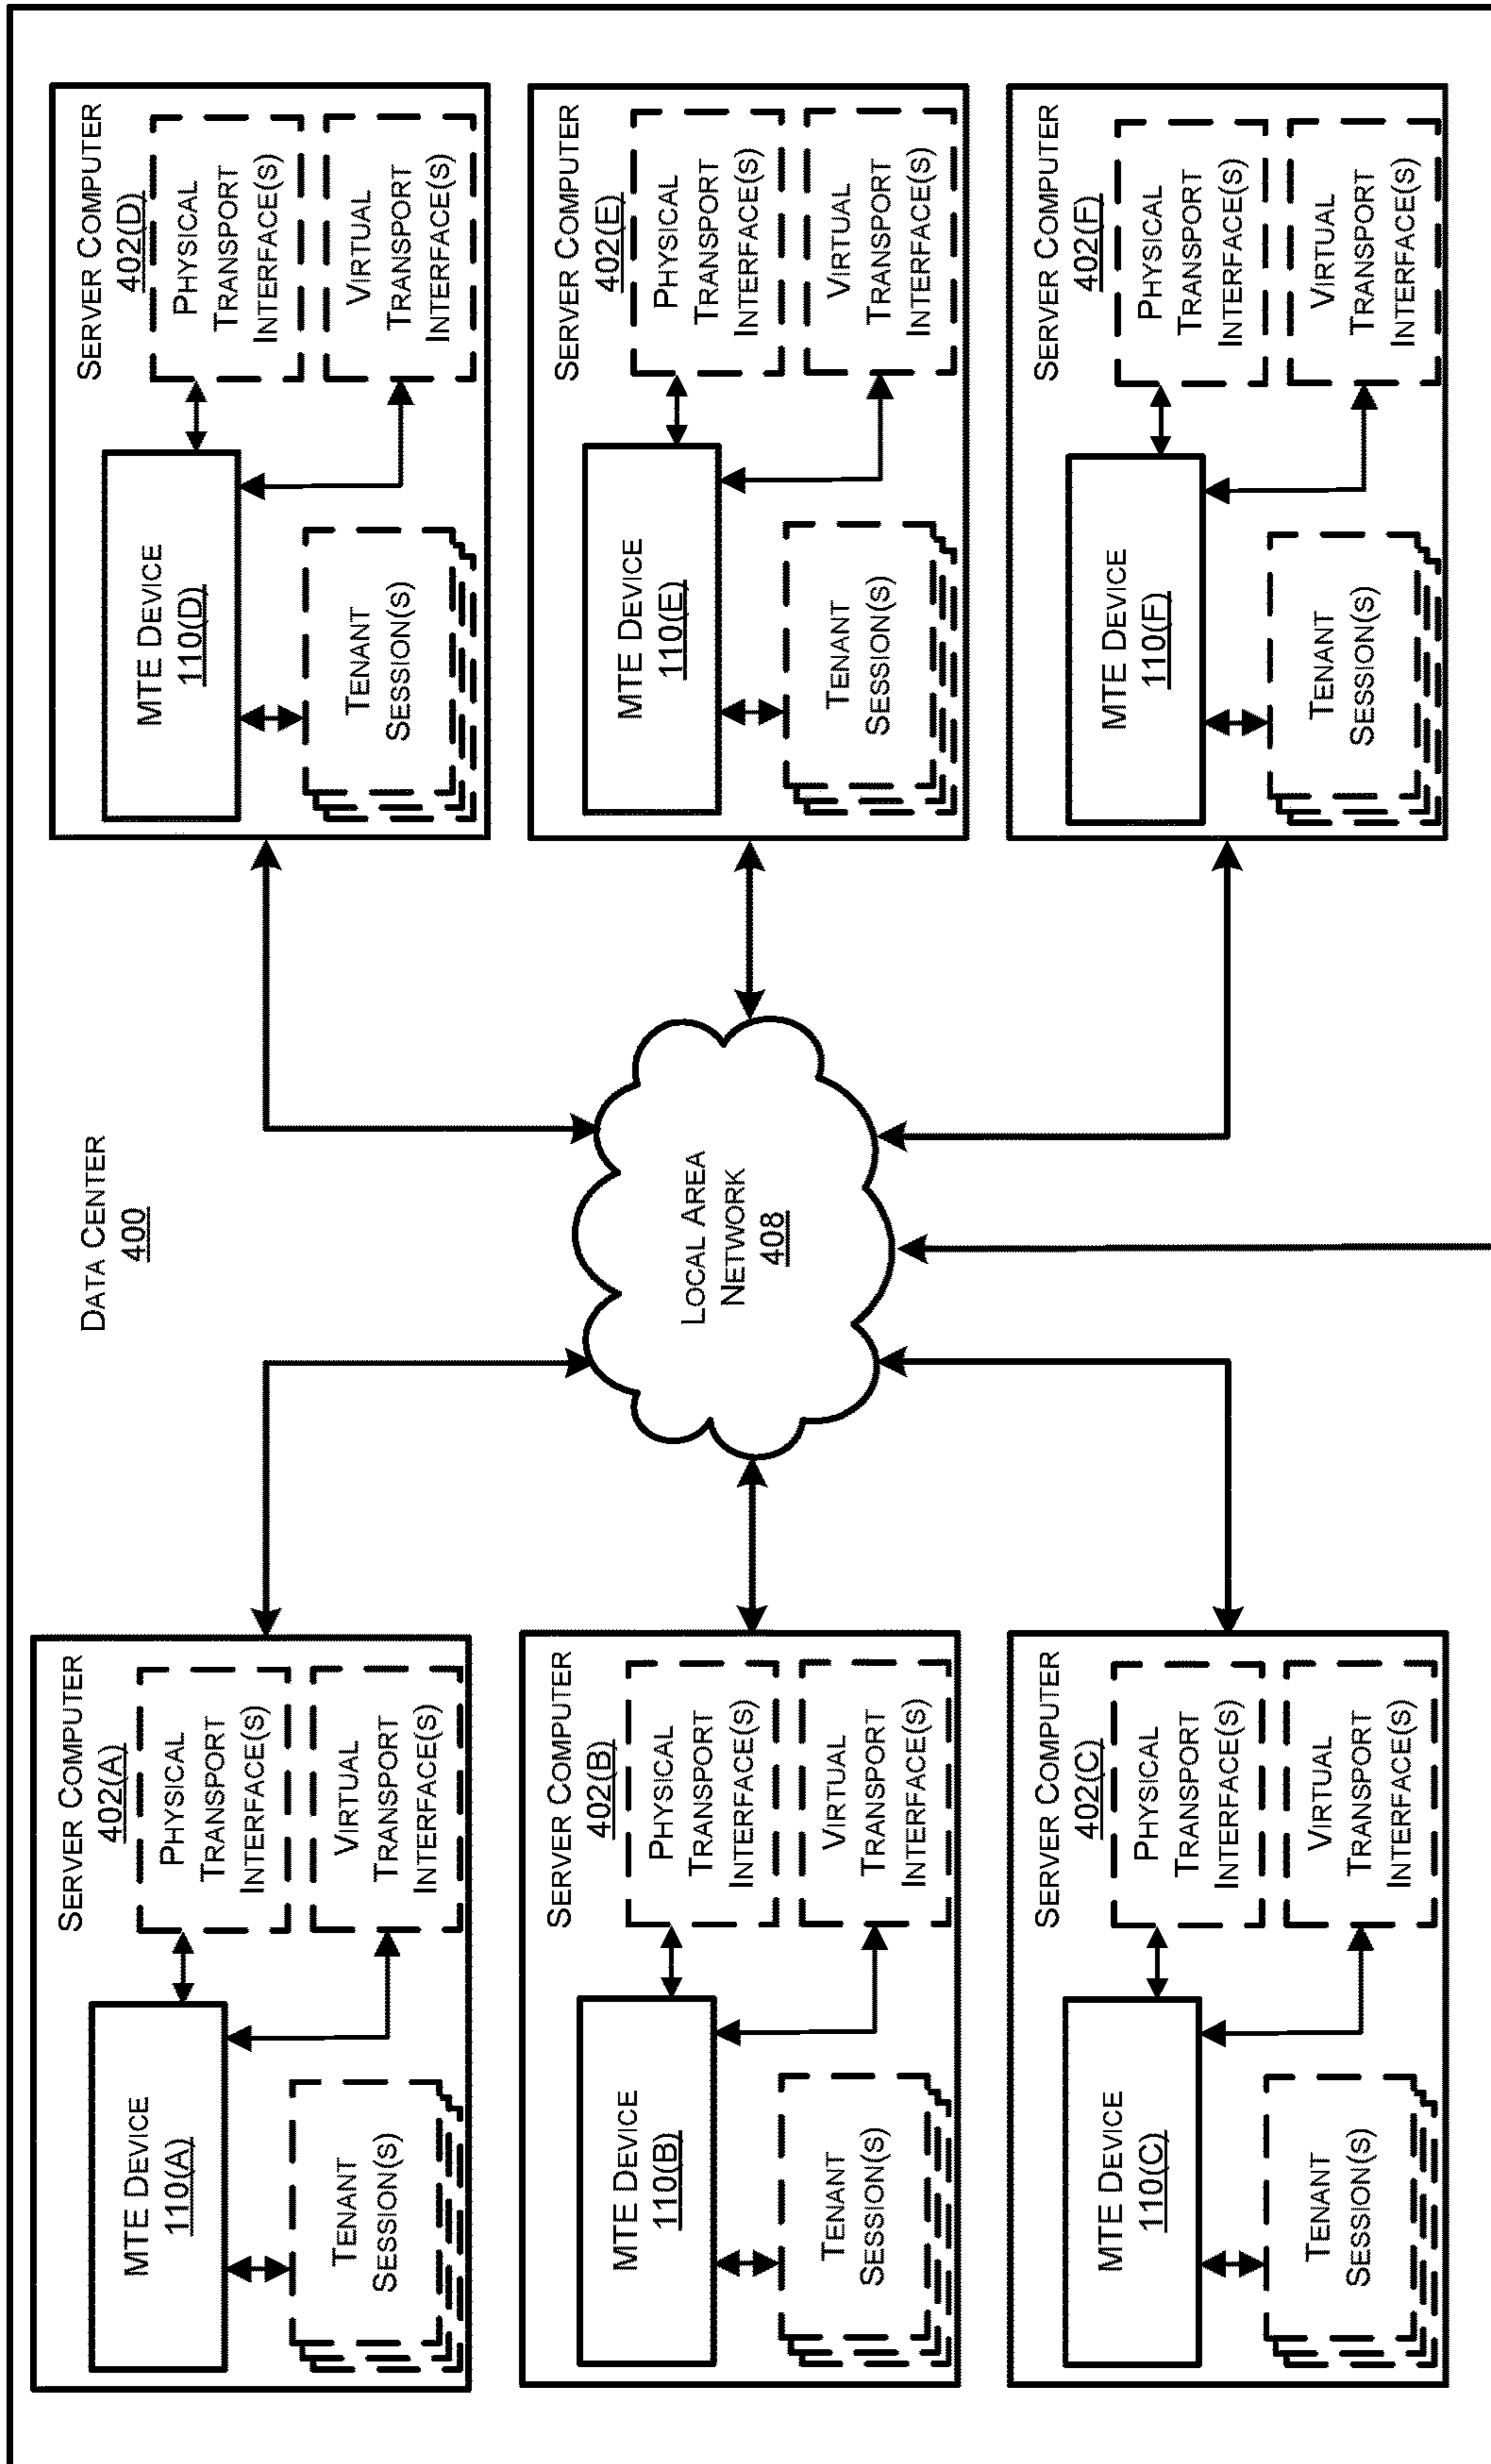 DATA CENTER
400
SERVER COMPUTER
402(A)
MTE DEVICE
110(A)
PHYSICAL
TRANSPORT
INTERFACE(S)
TENANT
SESSION(S)
VIRTUAL
TRANSPORT
INTERFACE(S)
SERVER COMPUTER
402(D)
MTE DEVICE
110(D)
PHYSICAL
TRANSPORT
INTERFACE(S)
TENANT
SESSION(S)
VIRTUAL
TRANSPORT
INTERFACE(S)
SERVER COMPUTER
402(B)
MTE DEVICE
110(B)
PHYSICAL
TRANSPORT
INTERFACE(S)
TENANT
SESSION(S)
VIRTUAL
TRANSPORT
INTERFACE(S)
LOCAL AREA
NETWORK
408
SERVER COMPUTER
402(E)
MTE DEVICE
110(E)
PHYSICAL
TRANSPORT
INTERFACE(S)
TENANT
SESSION(S)
VIRTUAL
TRANSPORT
INTERFACE(S)
SERVER COMPUTER
402(C)
MTE DEVICE
110(C)
PHYSICAL
TRANSPORT
INTERFACE(S)
TENANT
SESSION(S)
VIRTUAL
TRANSPORT
INTERFACE(S)
SERVER COMPUTER
402(F)
MTE DEVICE
110(F)
PHYSICAL
TRANSPORT
INTERFACE(S)
TENANT
SESSION(S)
VIRTUAL
TRANSPORT
INTERFACE(S)